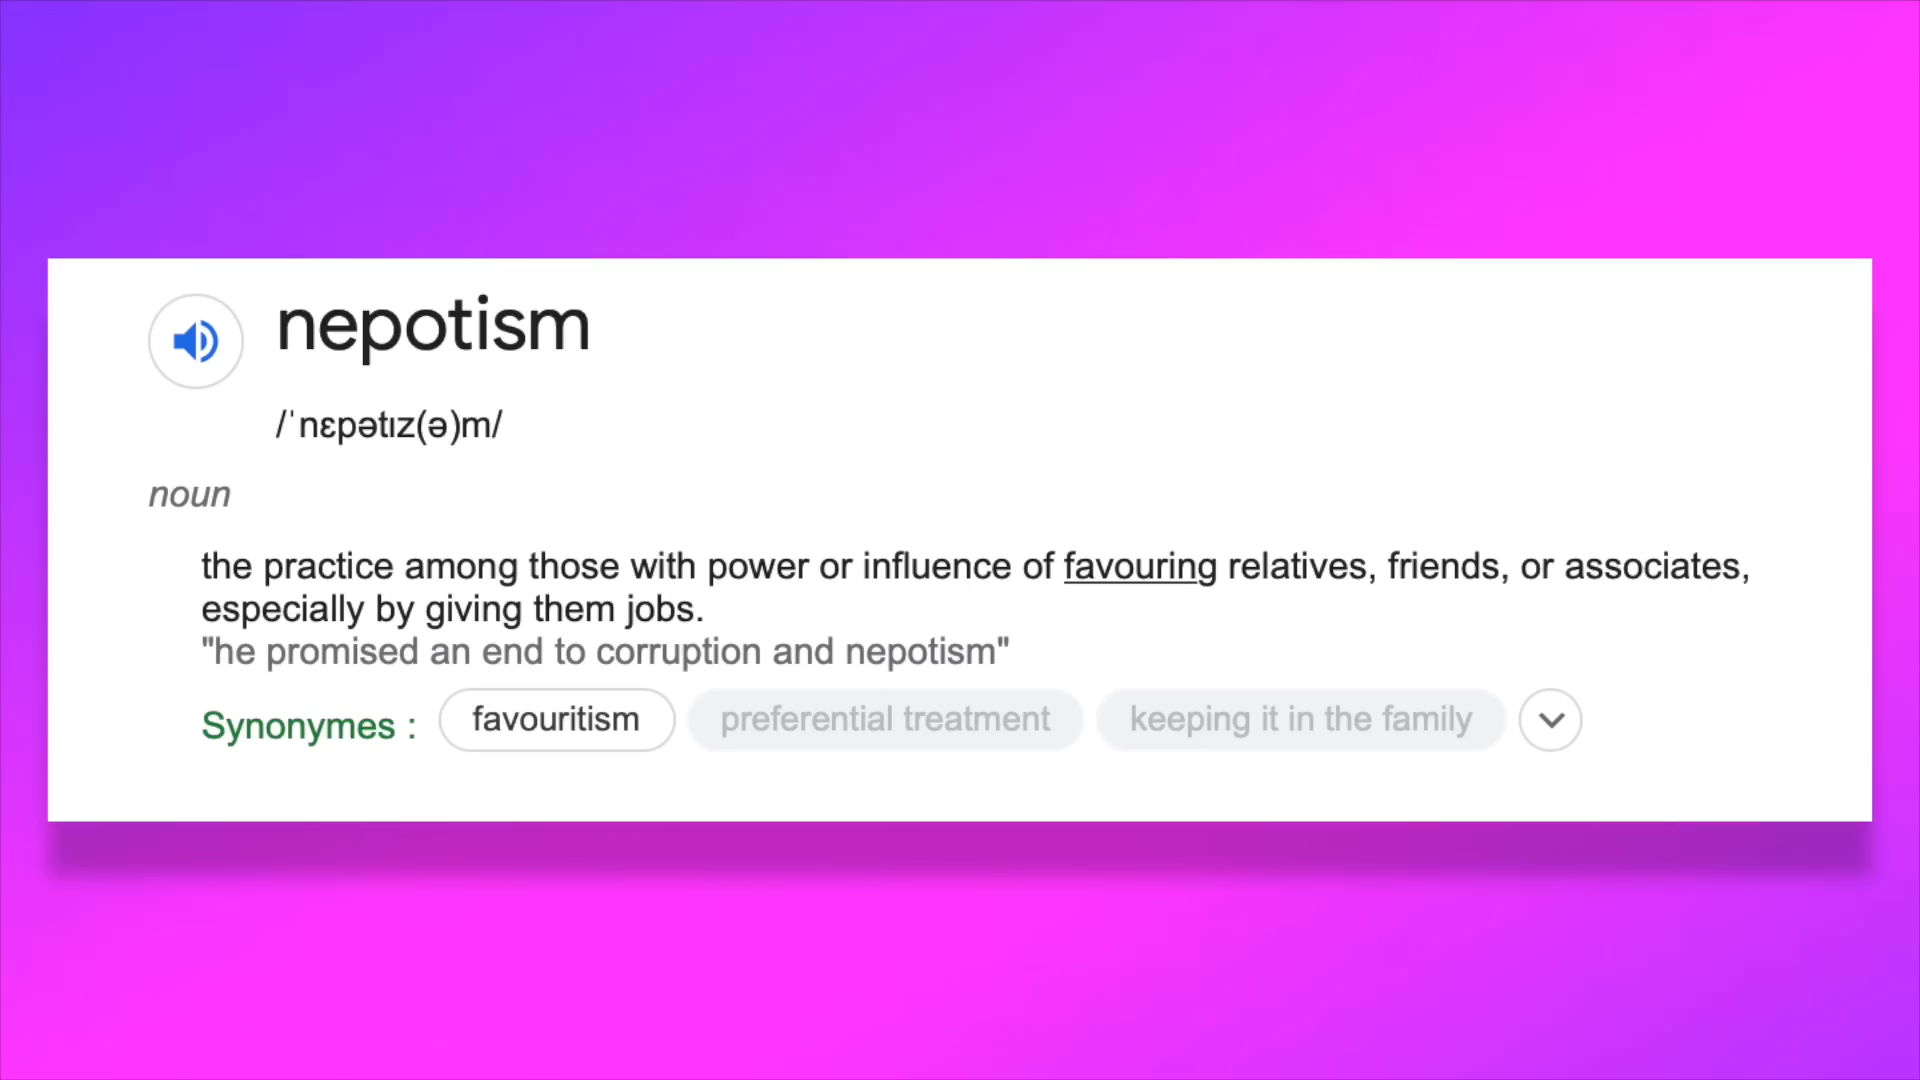 nepotism
/ˈnɛpətɪz(ə)m/
noun
the practice among those with power or influence of favouring relatives, friends, or associates,
especially by giving them jobs.
"he promised an end to corruption and nepotism"
Synonymes : favouritism preferential treatment keeping it in the family